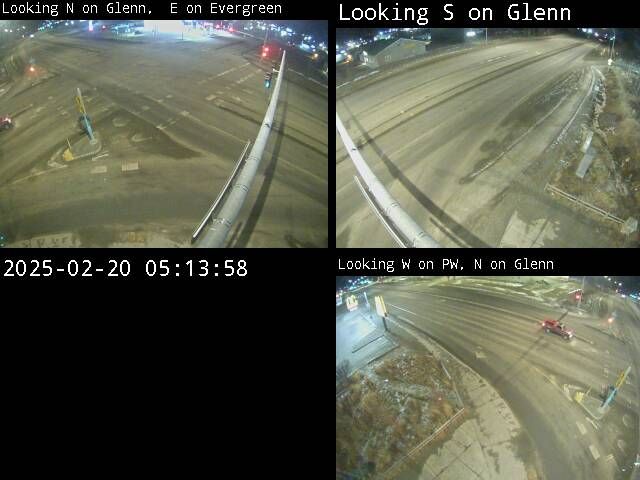 Looking N on Glenn, E on Evergreen
Looking S on Glenn
2025-02-20 05:13:58
Looking W on PW, N on Glenn